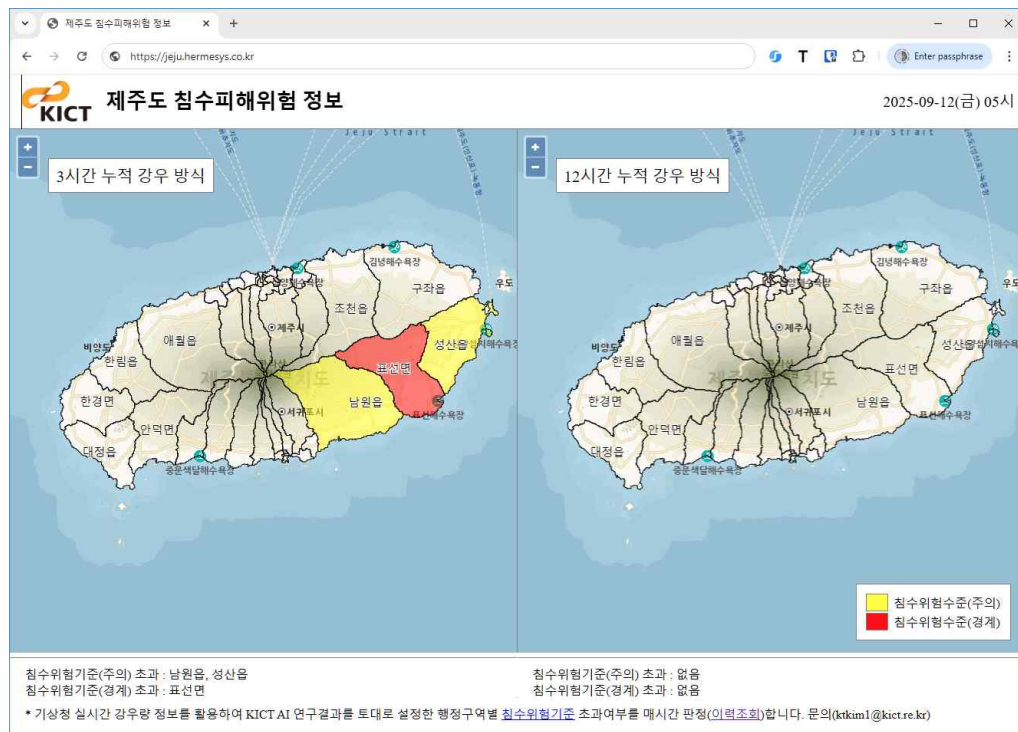 제주도 침수피해위험 정보
https://jeju.hermesys.co.kr
Enter passphrase
KICT
제주도 침수피해위험 정보
2025-09-12(금) 05시
Jeju Strait
3시간 누적 강우 방식
김녕해수욕장
구좌읍
우도
조천읍
제주시
애월읍
비양도
한림읍
성산읍
표선면
한경면
남원읍
서귀포시
표선해수욕장
안덕면
대정읍
중문색달해수욕장
Jeju Strait
12시간 누적 강우 방식
김녕해수욕장
구좌읍
우도
조천읍
제주시
애월읍
비양도
한림읍
성산읍
표선면
한경면
남원읍
서귀포시
표선해수욕장
안덕면
대정읍
중문색달해수욕장
침수위험수준(주의)
침수위험수준(경계)
침수위험기준(주의) 초과 : 남원읍, 성산읍
침수위험기준(경계) 초과 : 표선면
침수위험기준(주의) 초과 : 없음
침수위험기준(경계) 초과 : 없음
* 기상청 실시간 강우량 정보를 활용하여 KICT AI 연구결과를 토대로 설정한 행정구역별 침수위험기준 초과여부를 매시간 판정(이력조회)합니다. 문의(ktkim1@kict.re.kr)